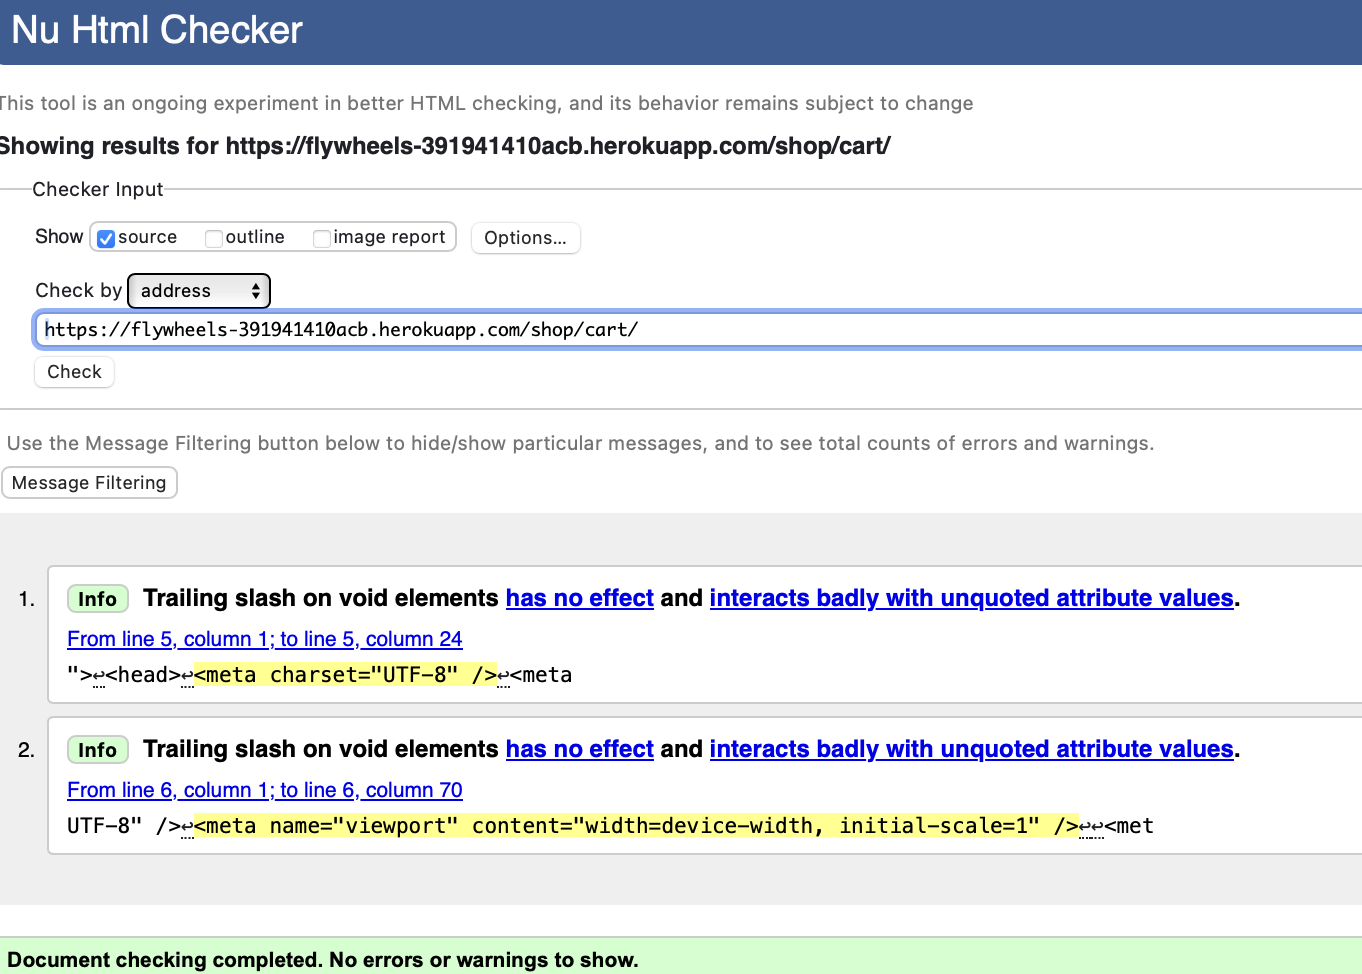 Nu Html Checker
This tool is an ongoing experiment in better HTML checking, and its behavior remains subject to change
Showing results for https://flywheels-391941410acb.herokuapp.com/shop/cart/
Checker Input
Show source outline image report Options...
Check by address
https://flywheels-391941410acb.herokuapp.com/shop/cart/
Check
Use the Message Filtering button below to hide/show particular messages, and to see total counts of errors and warnings.
Message Filtering
1. Info Trailing slash on void elements has no effect and interacts badly with unquoted attribute values.
From line 5, column 1; to line 5, column 24
">↩<head>↩<meta charset="UTF-8" />↩<meta
2. Info Trailing slash on void elements has no effect and interacts badly with unquoted attribute values.
From line 6, column 1; to line 6, column 70
UTF-8" />↩<meta name="viewport" content="width=device-width, initial-scale=1" />↩↩<met
Document checking completed. No errors or warnings to show.